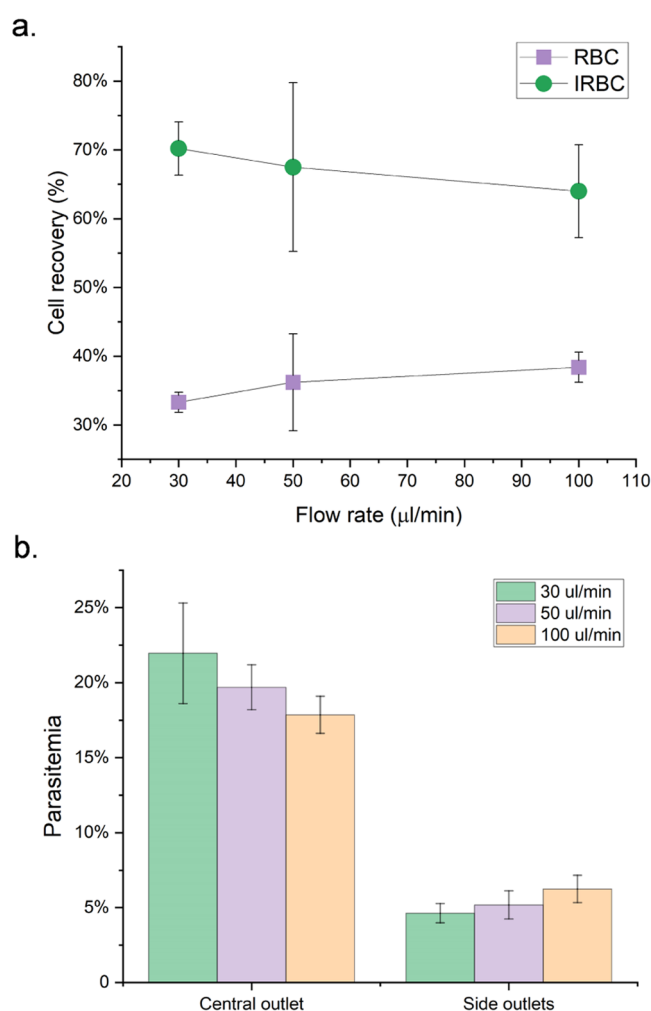 a.
RBC
IRBC
80%
70%
60%
50%
40%
30%
Cell recovery (%)
20 30 40 50 60 70 80 90 100 110
Flow rate (μl/min)
b.
30 ul/min
50 ul/min
100 ul/min
25%
20%
15%
10%
5%
0
Parasitemia
Central outlet Side outlets